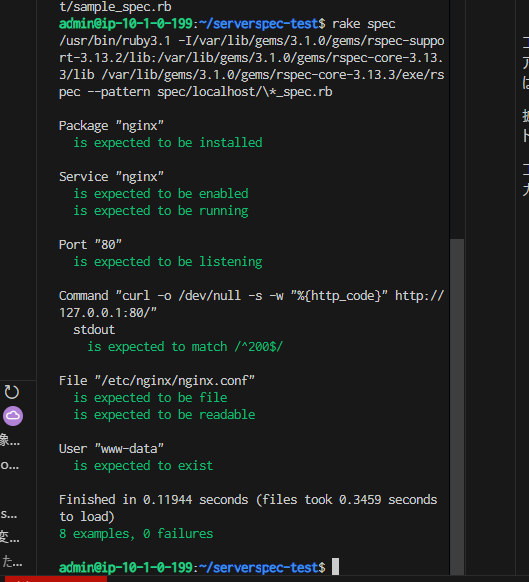 t/sample_spec.rb
admin@ip-10-1-0-199:~/serverspec-test$ rake spec
/usr/bin/ruby3.1 -I/var/lib/gems/3.1.0/gems/rspec-suppo
rt-3.13.2/lib:/var/lib/gems/3.1.0/gems/rspec-core-3.13.
3/lib /var/lib/gems/3.1.0/gems/rspec-core-3.13.3/exe/rs
pec --pattern spec/localhost/\*_spec.rb
Package "nginx"
is expected to be installed
Service "nginx"
is expected to be enabled
is expected to be running
Port "80"
is expected to be listening
Command "curl -o /dev/null -s -w "%{http_code}" http://
127.0.0.1:80/"
stdout
is expected to match /^200$/
File "/etc/nginx/nginx.conf"
is expected to be file
is expected to be readable
User "www-data"
is expected to exist
Finished in 0.11944 seconds (files took 0.3459 seconds
to load)
8 examples, 0 failures
admin@ip-10-1-0-199:~/serverspec-test$
像...
o...
s...
変...
た...